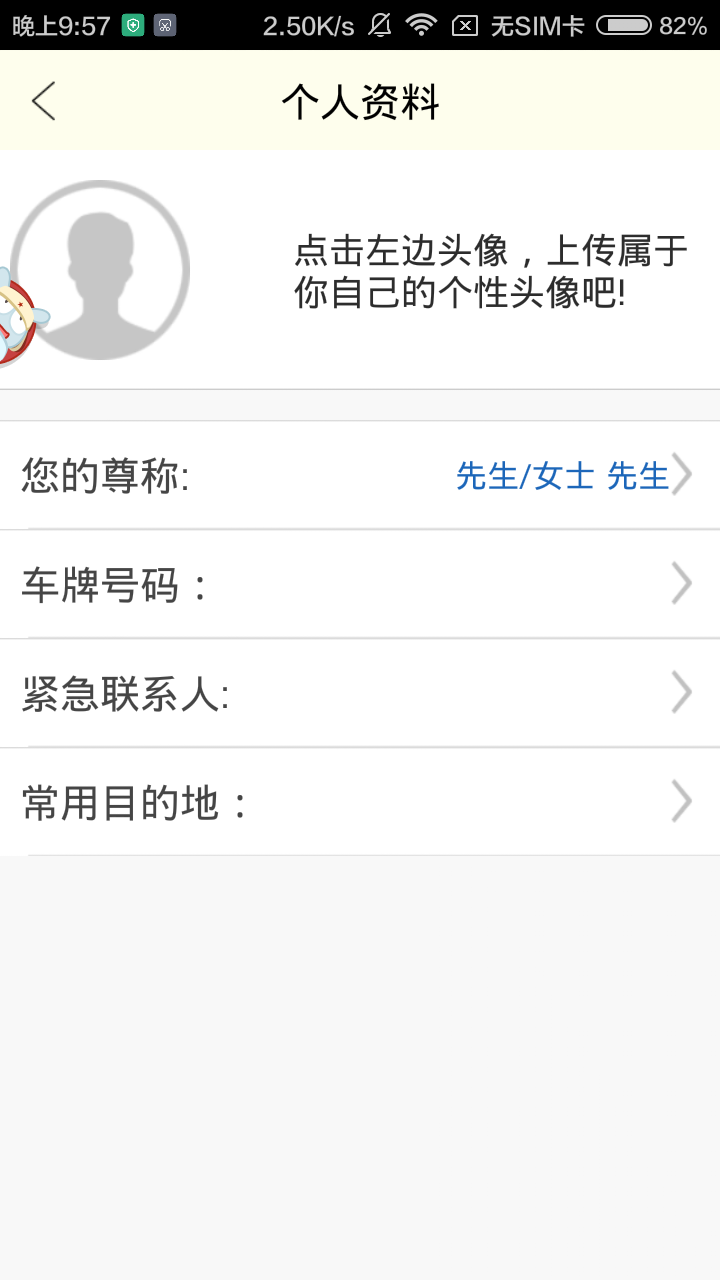 晚上9:57 2.50K/s 无SIM卡 82%
个人资料
点击左边头像，上传属于
你自己的个性头像吧!
您的尊称: 先生/女士 先生
车牌号码：
紧急联系人:
常用目的地：